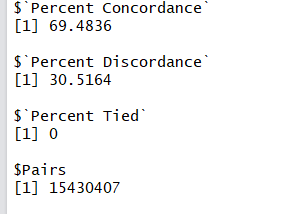 $`Percent Concordance`
[1] 69.4836
$`Percent Discordance`
[1] 30.5164
$`Percent Tied`
[1] 0
$Pairs
[1] 15430407